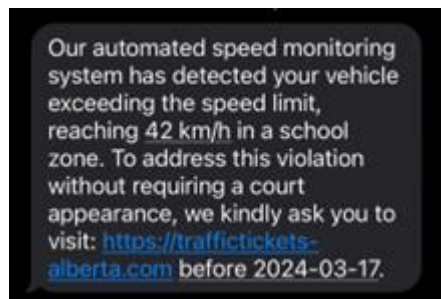 Our automated speed monitoring
system has detected your vehicle
exceeding the speed limit,
reaching 42 km/h in a school
zone. To address this violation
without requiring a court
appearance, we kindly ask you to
visit: https://traffictickets-
alberta.com before 2024-03-17.